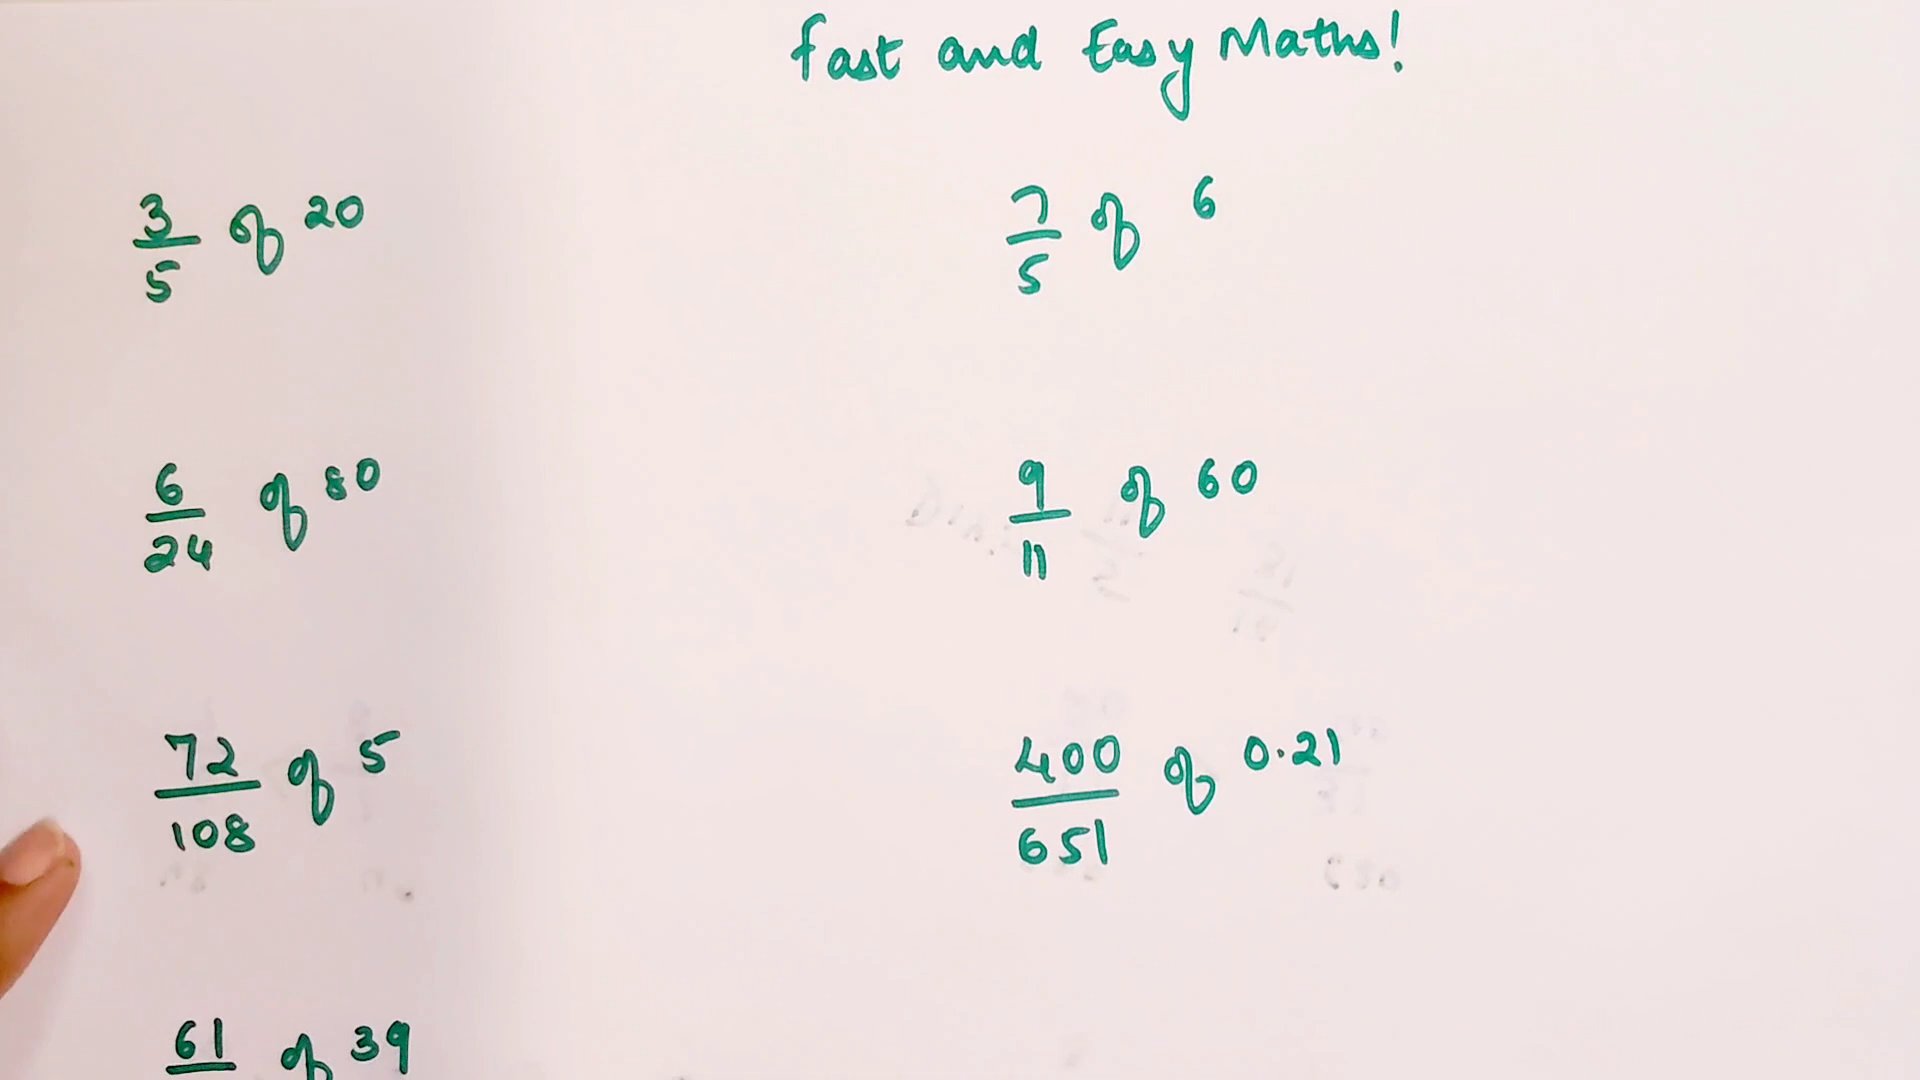 Fast and Easy Maths!
3/5 of 20
7/5 of 6
6/24 of 80
9/11 of 60
72/108 of 5
400/651 of 0.21
61/ of 39